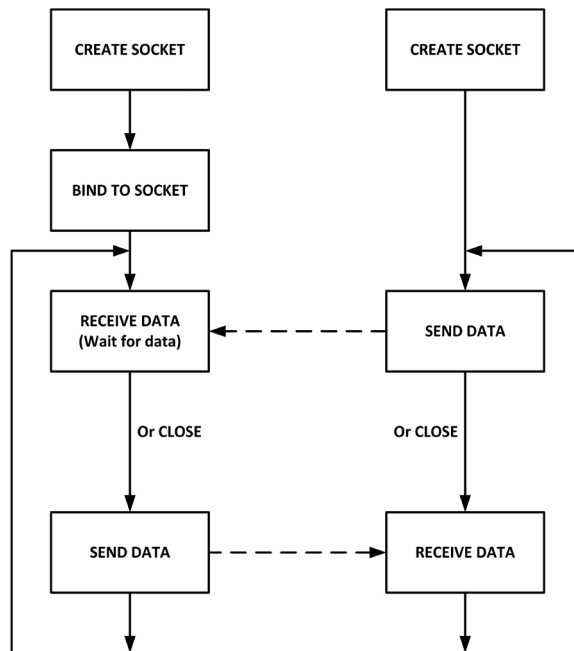 CREATE SOCKET
CREATE SOCKET
BIND TO SOCKET
RECEIVE DATA
(Wait for data)
SEND DATA
Or CLOSE
Or CLOSE
SEND DATA
RECEIVE DATA